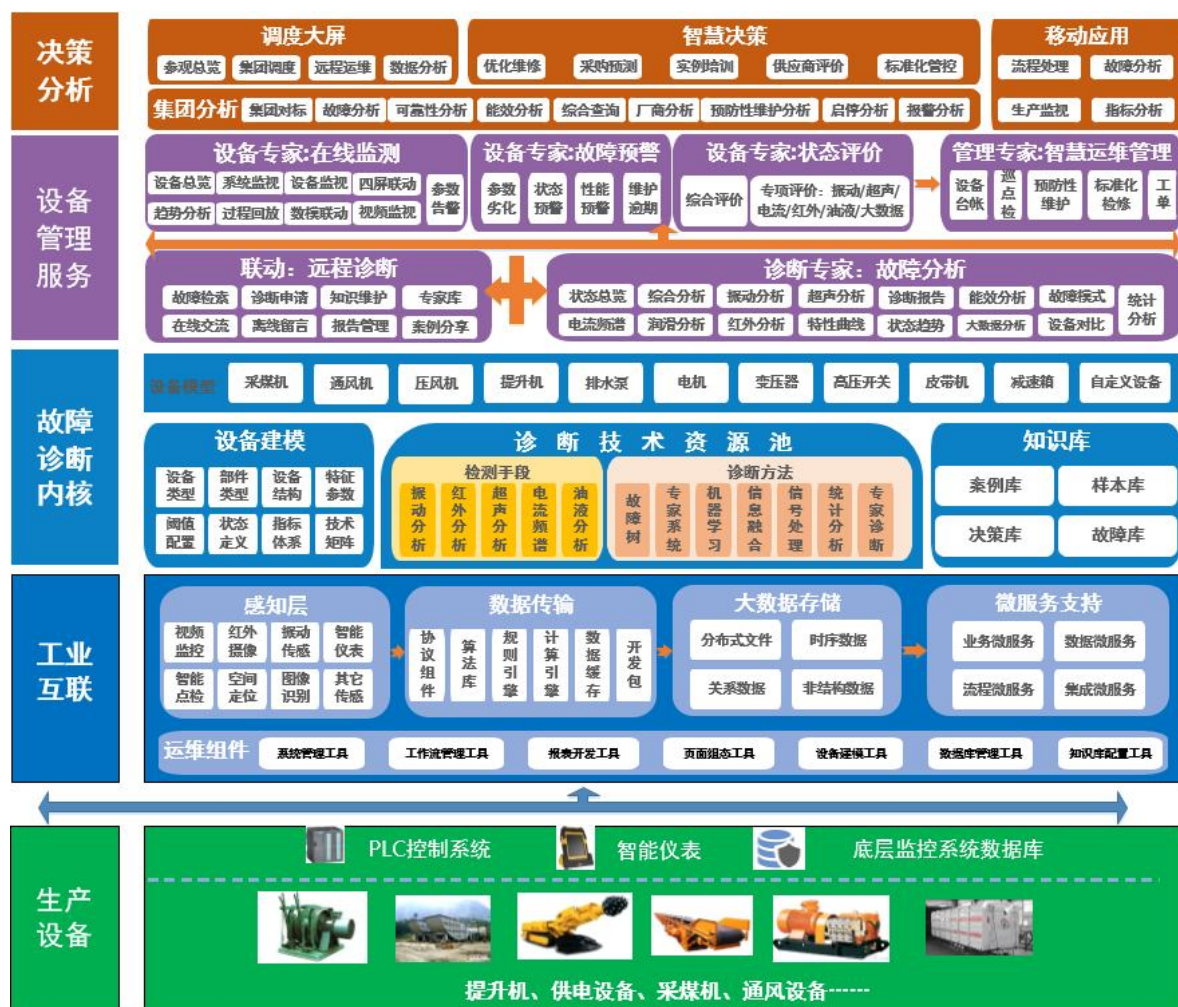 决策
分析
调度大屏
参观总览 集团调度 远程运维 数据分析
智慧决策
优化维修 采购预测 实例培训 供应商评价 标准化管控
移动应用
流程处理 故障分析
生产监视 指标分析
集团分析 集团对标 故障分析 可靠性分析 能效分析 综合查询 厂商分析 预防性维护分析 启停分析 报警分析
设备
管理
服务
设备专家:在线监测
设备总览 系统监视 设备监视 四屏联动
趋势分析 过程回放 数模联动 视频监视
参数
告警
设备专家:故障预警
参数
劣化
状态
预警
性能
预警
维护
逾期
设备专家:状态评价
综合评价
专项评价：振动/超声/
电流/红外/油液/大数据
管理专家:智慧运维管理
设备
台帐
巡
点
检
预防性
维护
标准化
检修
工
单
联动：远程诊断
故障检索 诊断申请 知识维护 专家库
在线交流 离线留言 报告管理 案例分享
诊断专家：故障分析
状态总览 综合分析 振动分析 超声分析 诊断报告 能效分析 故障模式
电流频谱 润滑分析 红外分析 特性曲线 状态趋势 大数据分析 设备对比
统计
分析
故障
诊断
内核
设备模型 采煤机 通风机 压风机 提升机 排水泵 电机 变压器 高压开关 皮带机 减速箱 自定义设备
设备建模
设备
类型
部件
类型
设备
结构
特征
参数
阈值
配置
状态
定义
指标
体系
技术
矩阵
诊断技术资源池
检测手段
振动分析
红外分析
超声分析
电流频谱
油液分析
诊断方法
故障树
专家系统
机器学习
信息融合
信号处理
统计分析
专家诊断
知识库
案例库 样本库
决策库 故障库
工业
互联
感知层
视频
监控
红外
摄像
振动
传感
智能
仪表
智能
点检
空间
定位
图像
识别
其它
传感
数据传输
协议组件
算法库
规则引擎
计算引擎
数据缓存
开发包
大数据存储
分布式文件 时序数据
关系数据 非结构数据
微服务支持
业务微服务 数据微服务
流程微服务 集成微服务
运维组件 系统管理工具 工作流管理工具 报表开发工具 页面组态工具 设备建模工具 数据库管理工具 知识库配置工具
生产
设备
PLC控制系统 智能仪表 底层监控系统数据库
提升机、供电设备、采煤机、通风设备------